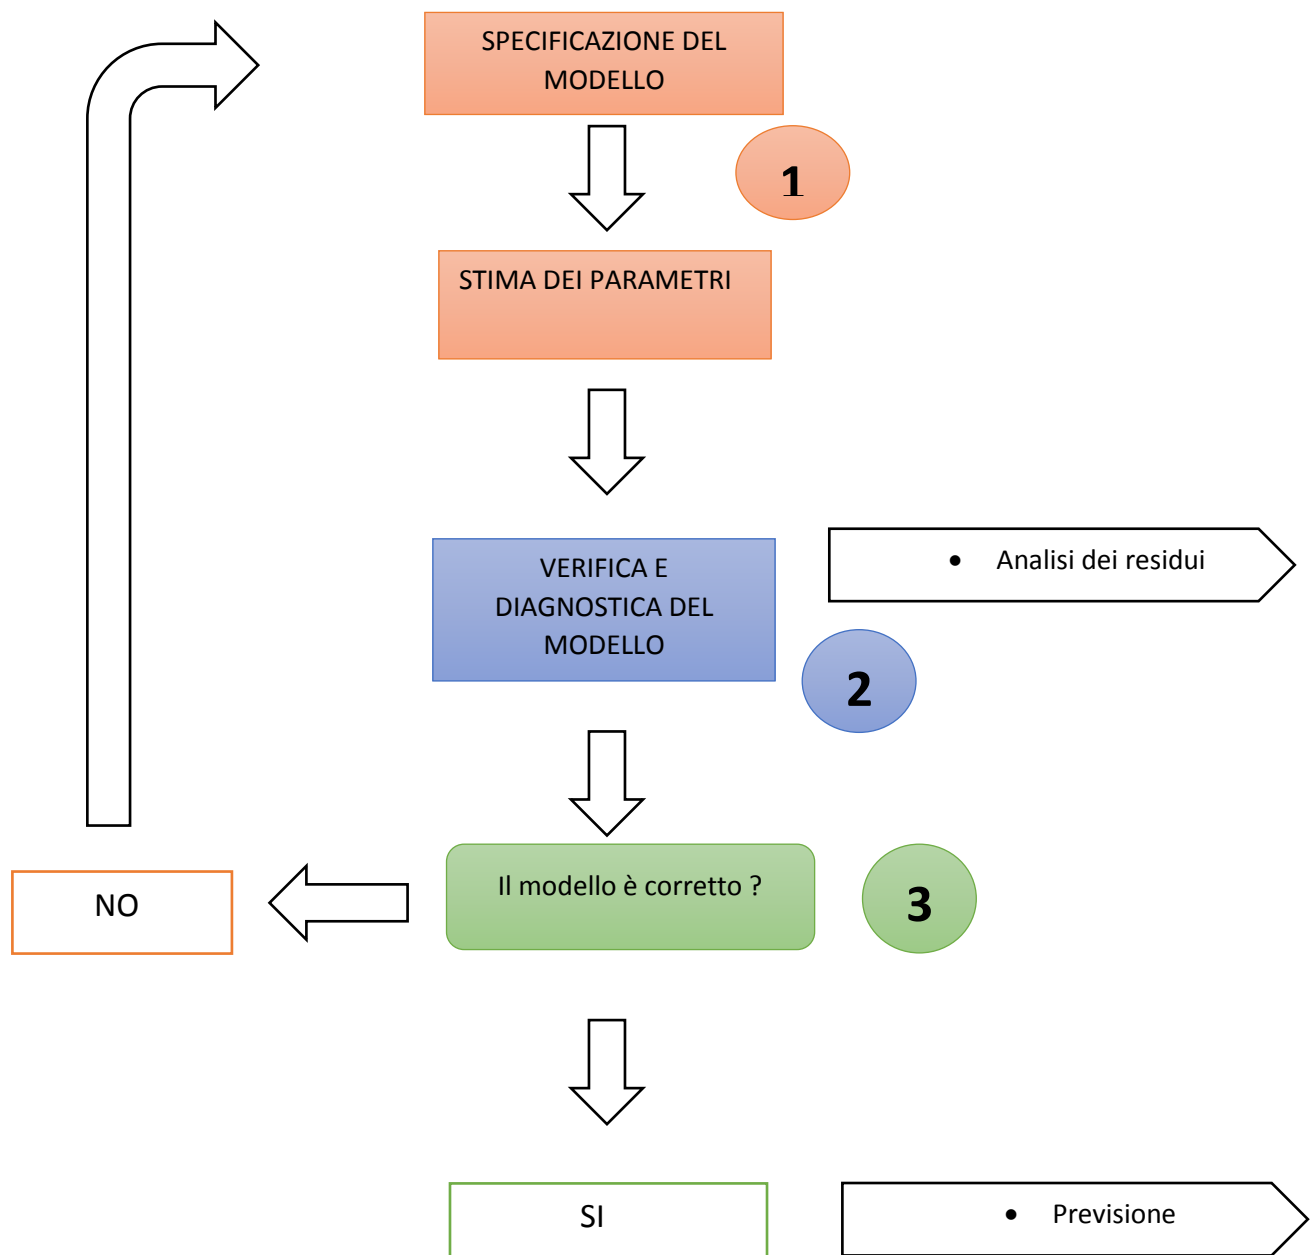 SPECIFICAZIONE DEL
MODELLO
1
STIMA DEI PARAMETRI
VERIFICA E
DIAGNOSTICA DEL
MODELLO
• Analisi dei residui
2
Il modello è corretto ?
3
NO
SI
• Previsione